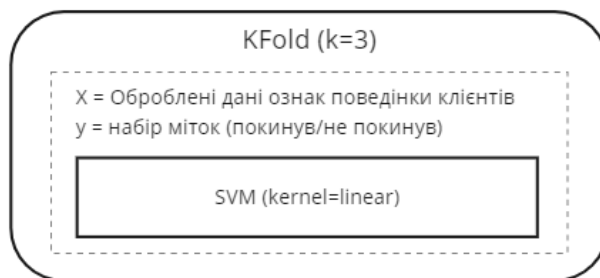 KFold (k=3)
X = Оброблені дані ознак поведінки клієнтів
y = набір міток (покинув/не покинув)
SVM (kernel=linear)